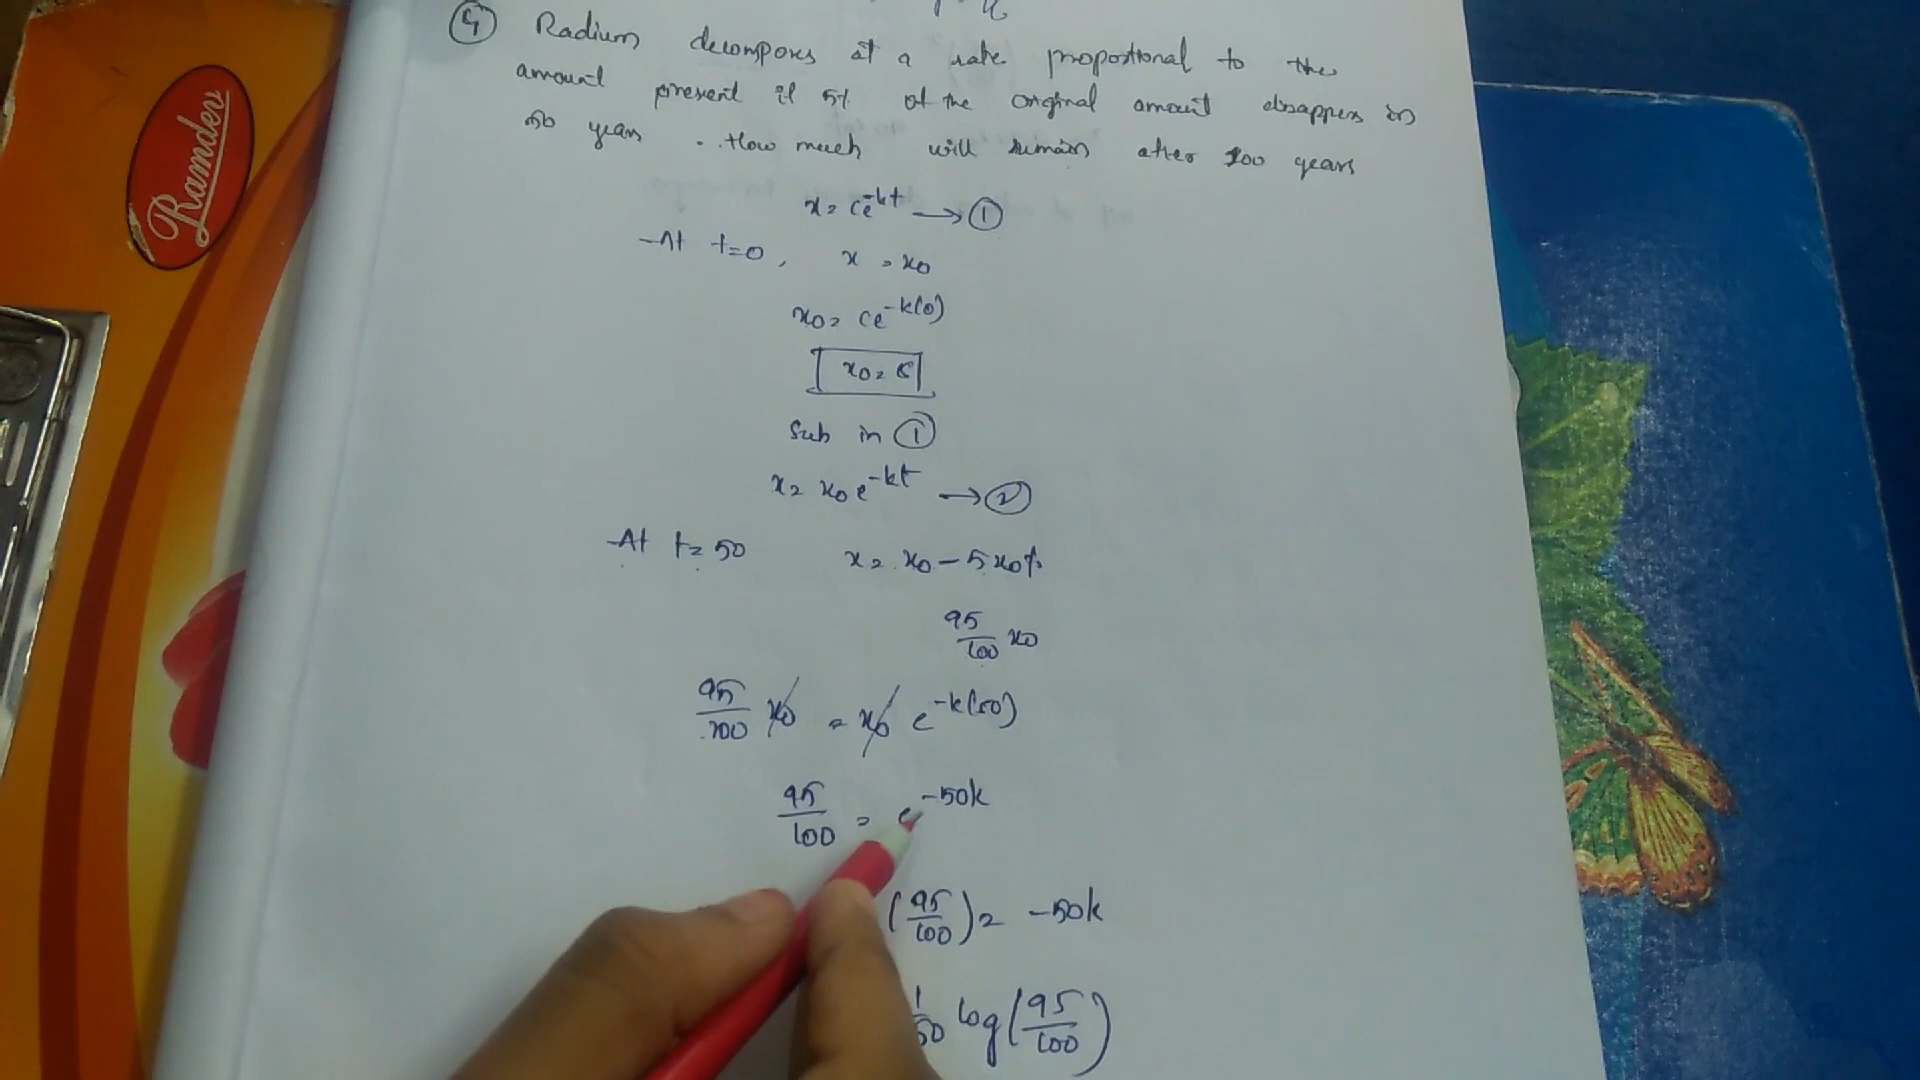 Ramdev
④ Radium decomposes at a rate proportional to the
amount present if 5% of the original amount disappers in
50 years . How much will remain after 100 years
x = ce^-kt → ①
At t=0, x = x0
x0 = ce^-k(0)
x0 = c
Sub in ①
x = x0 e^-kt → ②
At t = 50 x = x0 - 5x0%
95/100 x0
95/100 x0 = x0 e^-k(50)
95/100 = e^-50k
(95/100) = -50k
log(95/100)